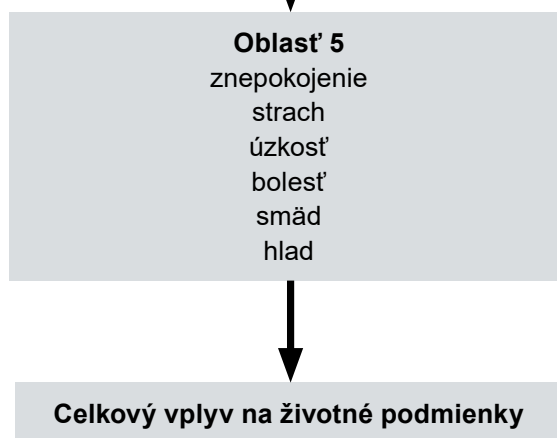 Oblasť 5
znepokojenie
strach
úzkosť
bolesť
smäd
hlad
Celkový vplyv na životné podmienky